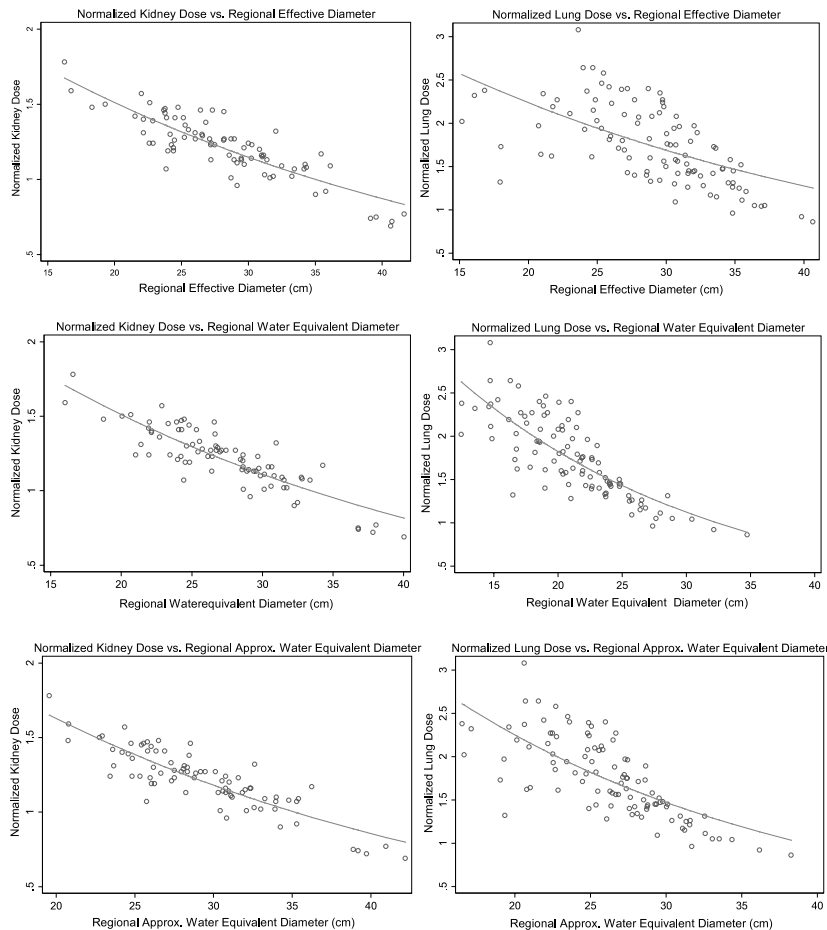 Normalized Kidney Dose vs. Regional Effective Diameter
Normalized Kidney Dose
2
1.5
1
.5
15 20 25 30 35 40
Regional Effective Diameter (cm)
Normalized Lung Dose vs. Regional Effective Diameter
Normalized Lung Dose
3
2.5
2
1.5
1
.5
15 20 25 30 35 40
Regional Effective Diameter (cm)
Normalized Kidney Dose vs. Regional Water Equivalent Diameter
Normalized Kidney Dose
2
1.5
1
.5
15 20 25 30 35 40
Regional Waterequivalent Diameter (cm)
Normalized Lung Dose vs. Regional Water Equivalent Diameter
Normalized Lung Dose
3
2.5
2
1.5
1
.5
15 20 25 30 35 40
Regional Water Equivalent Diameter (cm)
Normalized Kidney Dose vs. Regional Approx. Water Equivalent Diameter
Normalized Kidney Dose
2
1.5
1
.5
20 25 30 35 40
Regional Approx. Water Equivalent Diameter (cm)
Normalized Lung Dose vs. Regional Approx. Water Equivalent Diameter
Normalized Lung Dose
3
2.5
2
1.5
1
.5
20 25 30 35 40
Regional Approx. Water Equivalent Diameter (cm)